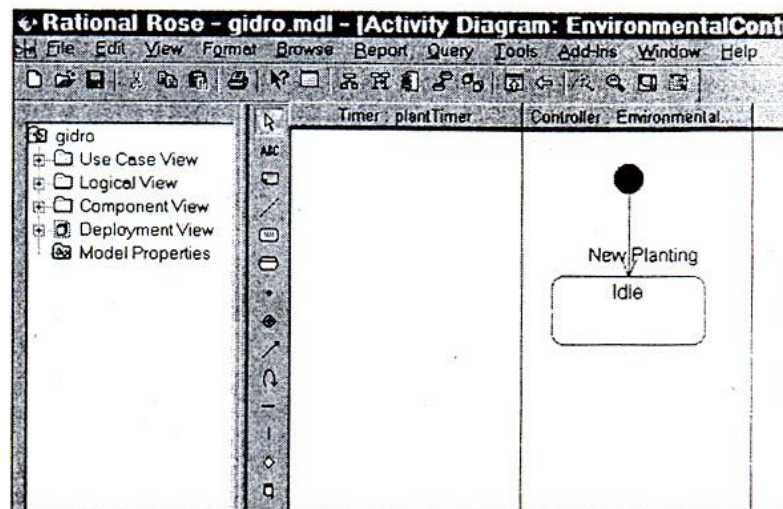 Rational Rose - gidro.mdl - [Activity Diagram: EnvironmentalCont
File Edit View Format Browse Report Query Tools Add-Ins Window Help
Timer : plantTimer
Controller : Environmental...
gidro
Use Case View
Logical View
Component View
Deployment View
Model Properties
ABC
New Planting
Idle